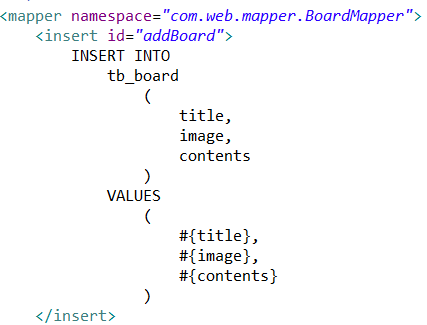 <mapper namespace="com.web.mapper.BoardMapper">
<insert id="addBoard">
INSERT INTO
tb_board
(
title,
image,
contents
)
VALUES
(
#{title},
#{image},
#{contents}
)
</insert>